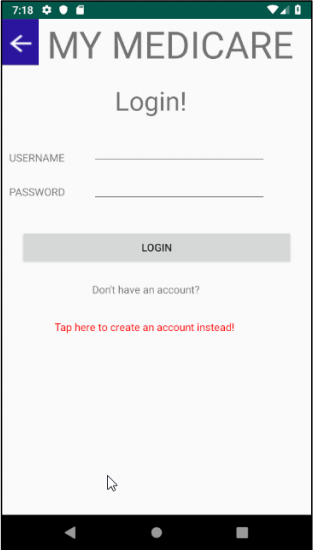 7:18
MY MEDICARE
Login!
USERNAME
PASSWORD
LOGIN
Don't have an account?
Tap here to create an account instead!